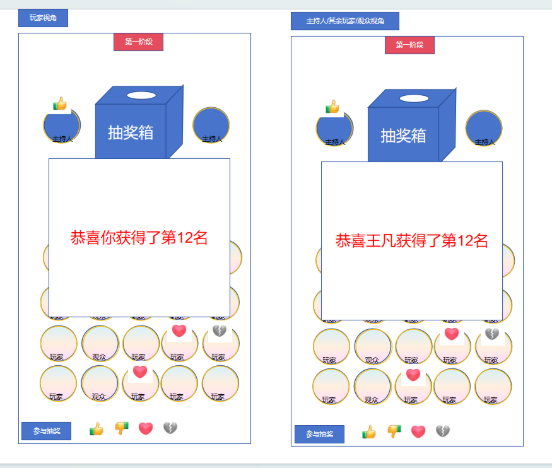 玩家视角
主持人/其余玩家/观众视角
第一阶段
抽奖箱
主持人
主持人
恭喜你获得了第12名
玩家
观众
玩家
玩家
玩家
玩家
观众
玩家
玩家
玩家
参与抽奖
第一阶段
抽奖箱
主持人
主持人
恭喜王凡获得了第12名
玩家
观众
玩家
玩家
玩家
玩家
观众
玩家
玩家
玩家
参与抽奖